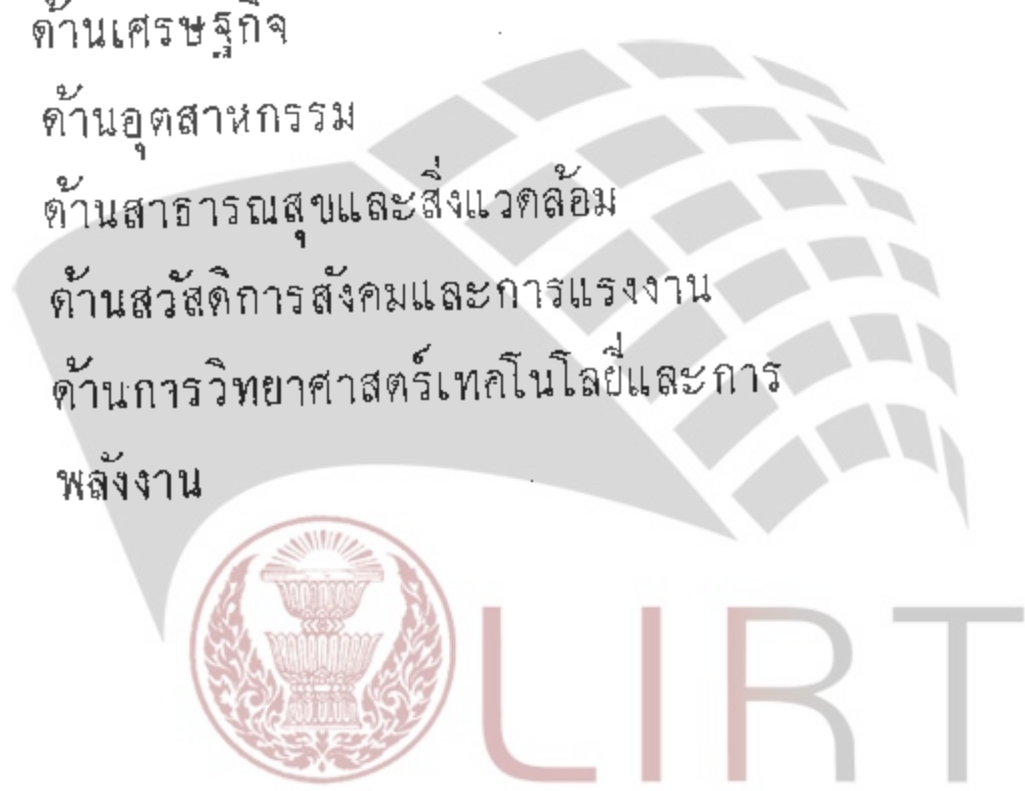 ด้านเศรษฐกิจ
ด้านอุตสาหกรรม
ด้านสาธารณสุขและสิ่งแวดล้อม
ด้านสวัสดิการสังคมและการแรงงาน
ด้านการวิทยาศาสตร์เทคโนโลยี่และการ
พลังงาน
LIRT